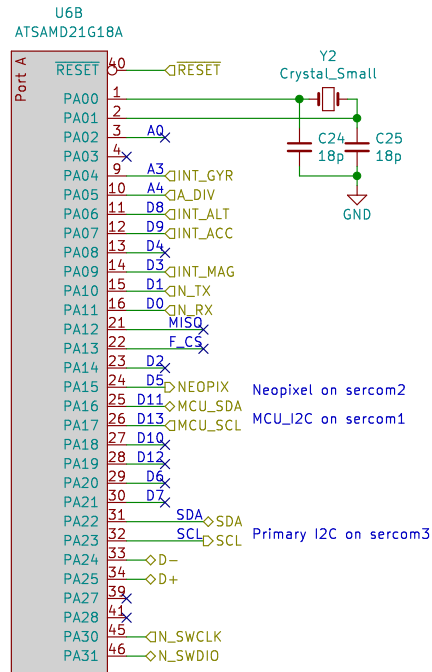 U6B
ATSAMD21G18A
Port A
RESET 40 RESET
Y2
Crystal_Small
PA00 1
PA01 2
PA02 3 A0
C24 18p
C25 18p
PA03 4
PA04 9 A3 INT_GYR
PA05 10 A4 A_DIV
PA06 11 D8 INT_ALT
GND
PA07 12 D9 INT_ACC
PA08 13 D4
PA09 14 D3 INT_MAG
PA10 15 D1 N_TX
PA11 16 D0 N_RX
PA12 21 MISO
PA13 22 F_CS
PA14 23 D2
PA15 24 D5 NEOPIX Neopixel on sercom2
PA16 25 D11 MCU_SDA
PA17 26 D13 MCU_SCL MCU_I2C on sercom1
PA18 27 D10
PA19 28 D12
PA20 29 D6
PA21 30 D7
PA22 31 SDA SDA
PA23 32 SCL SCL Primary I2C on sercom3
PA24 33 D-
PA25 34 D+
PA27 39
PA28 41
PA30 45 N_SWCLK
PA31 46 N_SWDIO